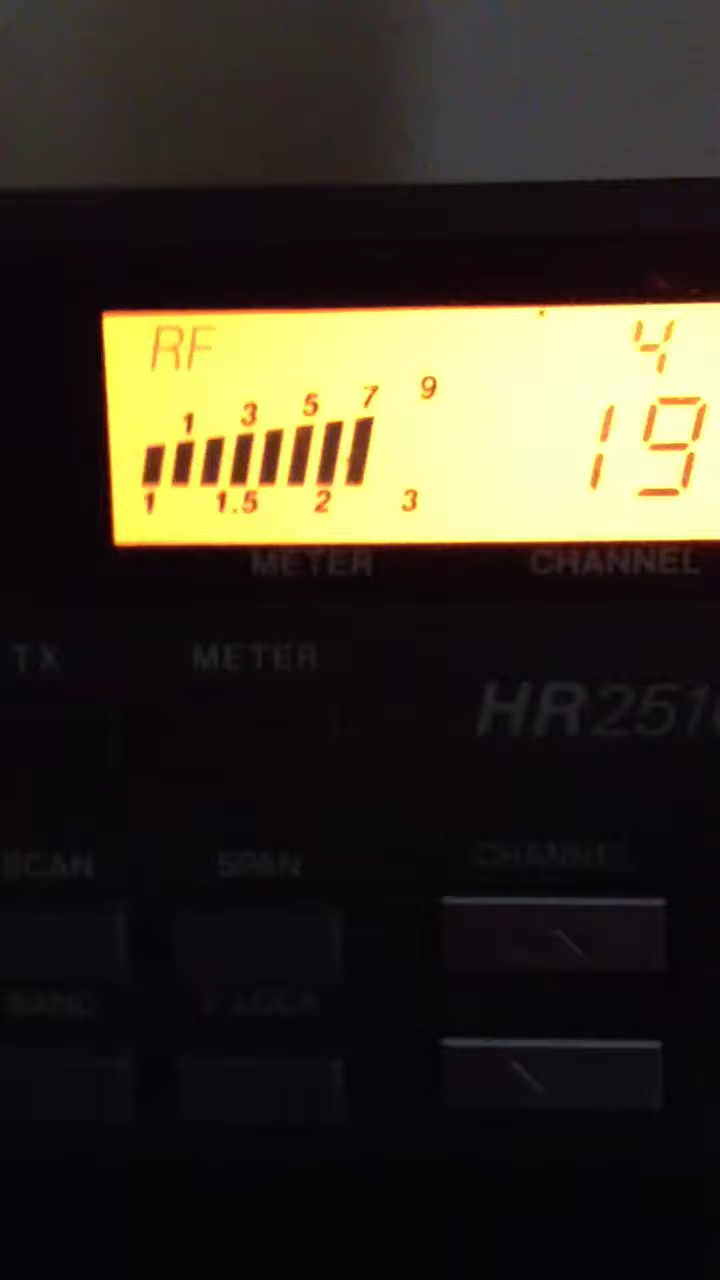 RF 4
1 3 5 7 9
19
1 1.5 2 3
METER CHANNEL
TX METER
HR251
SCAN SPAN CHANNEL
BAND F.LOCK